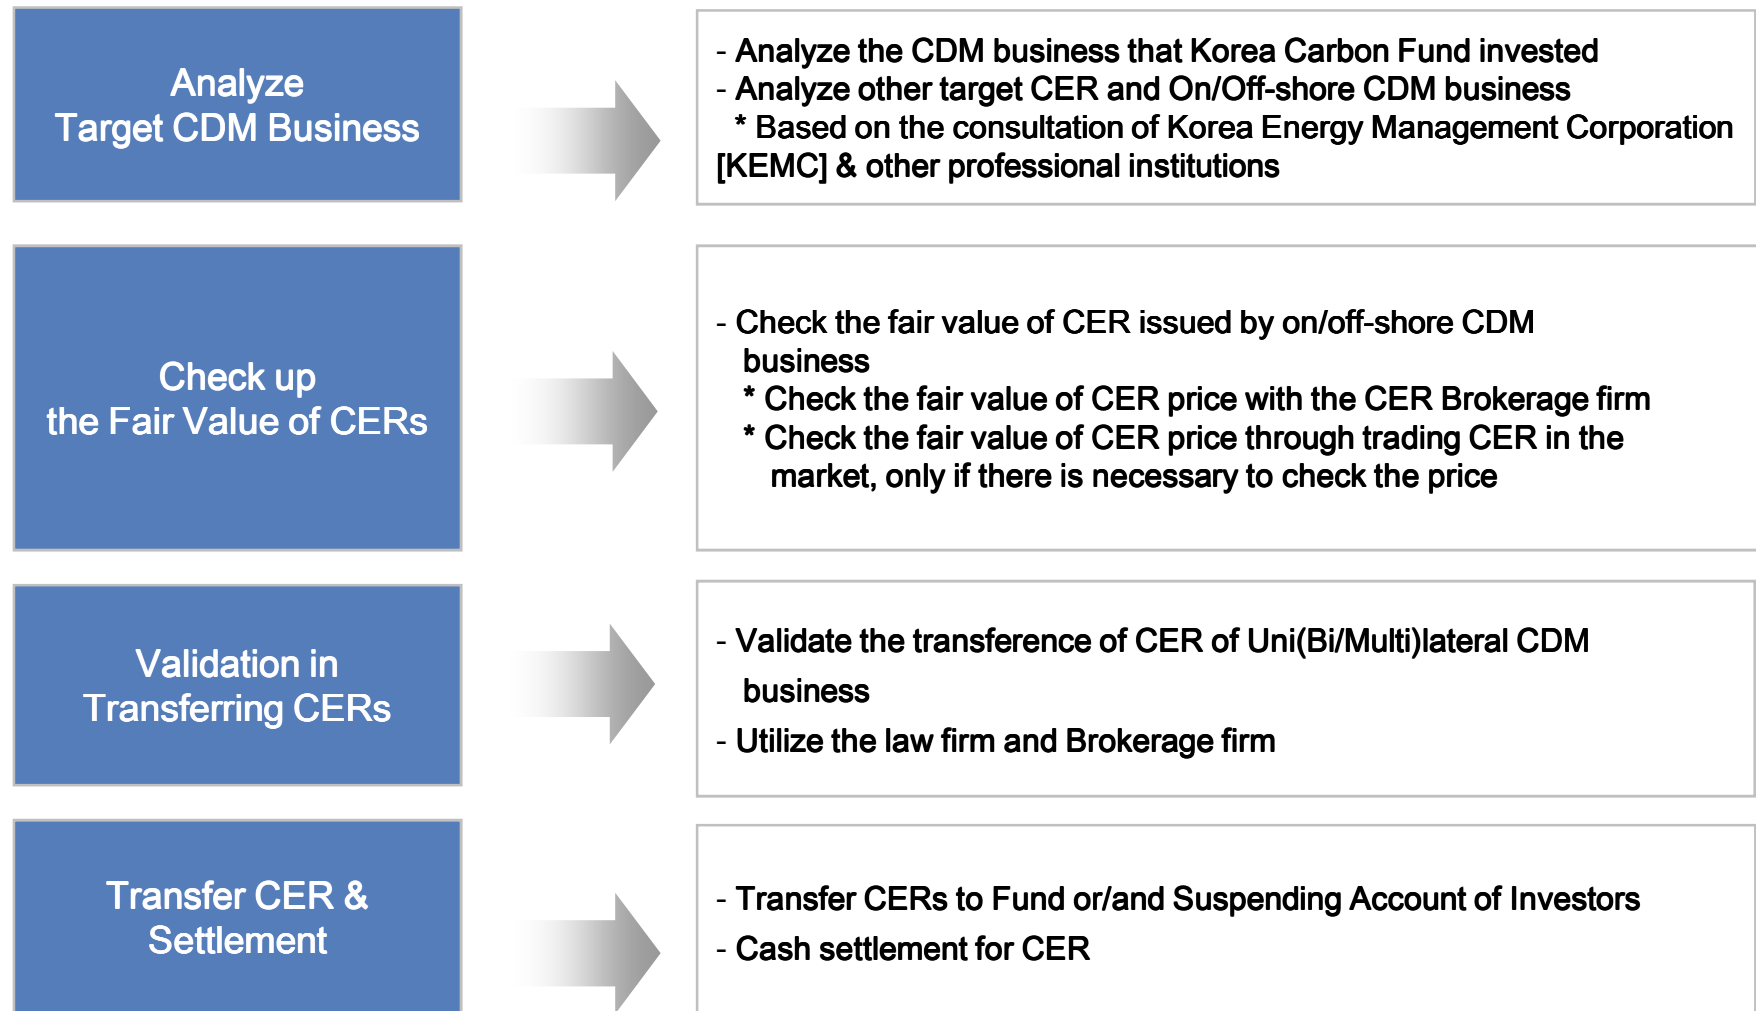 Analyze
Target CDM Business
- Analyze the CDM business that Korea Carbon Fund invested
- Analyze other target CER and On/Off-shore CDM business
* Based on the consultation of Korea Energy Management Corporation
[KEMC] & other professional institutions
Check up
the Fair Value of CERs
- Check the fair value of CER issued by on/off-shore CDM
business
* Check the fair value of CER price with the CER Brokerage firm
* Check the fair value of CER price through trading CER in the
market, only if there is necessary to check the price
Validation in
Transferring CERs
- Validate the transference of CER of Uni(Bi/Multi)lateral CDM
business
- Utilize the law firm and Brokerage firm
Transfer CER &
Settlement
- Transfer CERs to Fund or/and Suspending Account of Investors
- Cash settlement for CER